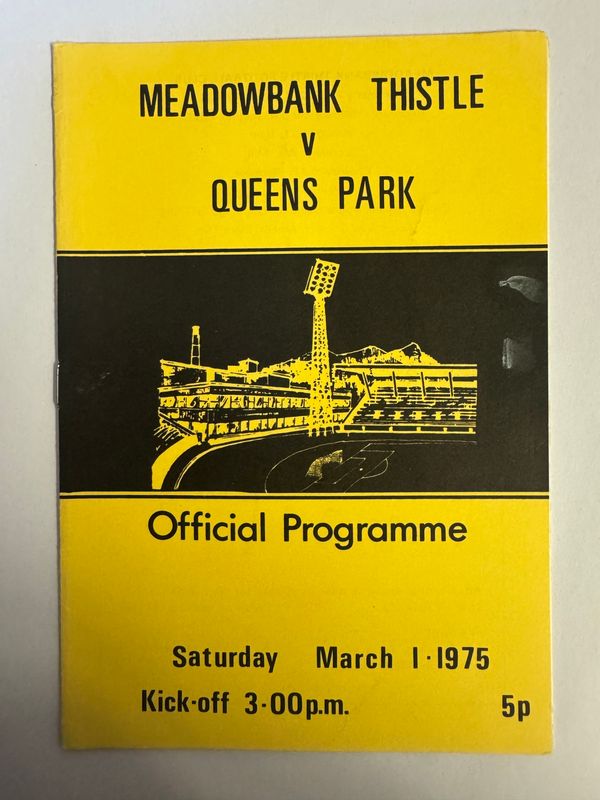 MEADOWBANK THISTLE
V
QUEENS PARK
Official Programme
Saturday March 1·1975
Kick-off 3·00p.m. 5p